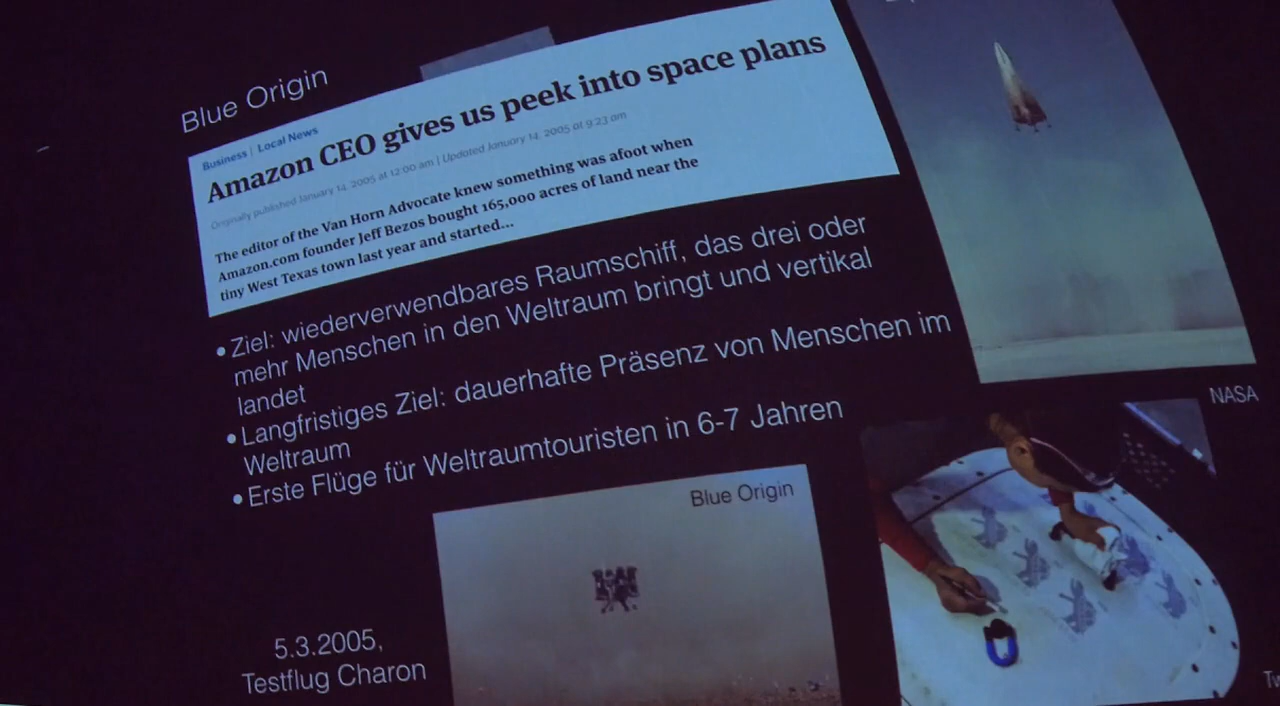 Blue Origin
Business | Local News
Amazon CEO gives us peek into space plans
Originally published January 14, 2005 at 12:00 am | Updated January 14, 2005 at 9:23 am
The editor of the Van Horn Advocate knew something was afoot when
Amazon.com founder Jeff Bezos bought 165,000 acres of land near the
tiny West Texas town last year and started...
• Ziel: wiederverwendbares Raumschiff, das drei oder
mehr Menschen in den Weltraum bringt und vertikal
landet
• Langfristiges Ziel: dauerhafte Präsenz von Menschen im
Weltraum
• Erste Flüge für Weltraumtouristen in 6-7 Jahren
NASA
Blue Origin
5.3.2005,
Testflug Charon